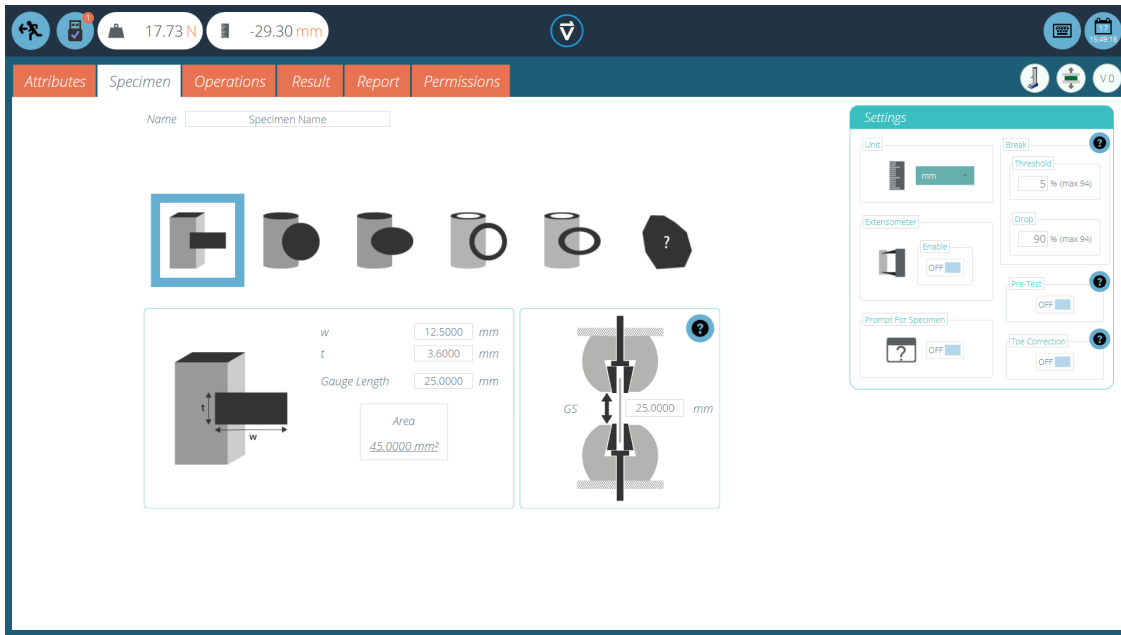 1
17.73 N
-29.30 mm
17
15:49:18
Attributes Specimen Operations Result Report Permissions
V 0
Name Specimen Name
?
w 12.5000 mm
t 3.6000 mm
Gauge Length 25.0000 mm
Area
45.0000 mm²
t
w
?
GS 25.0000 mm
Settings
Unit
mm
Break
?
Threshold
5 % (max 94)
Drop
90 % (max 94)
Extensometer
Enable
OFF
Pre-Test
?
OFF
Prompt For Specimen
?
OFF
Toe Correction
?
OFF